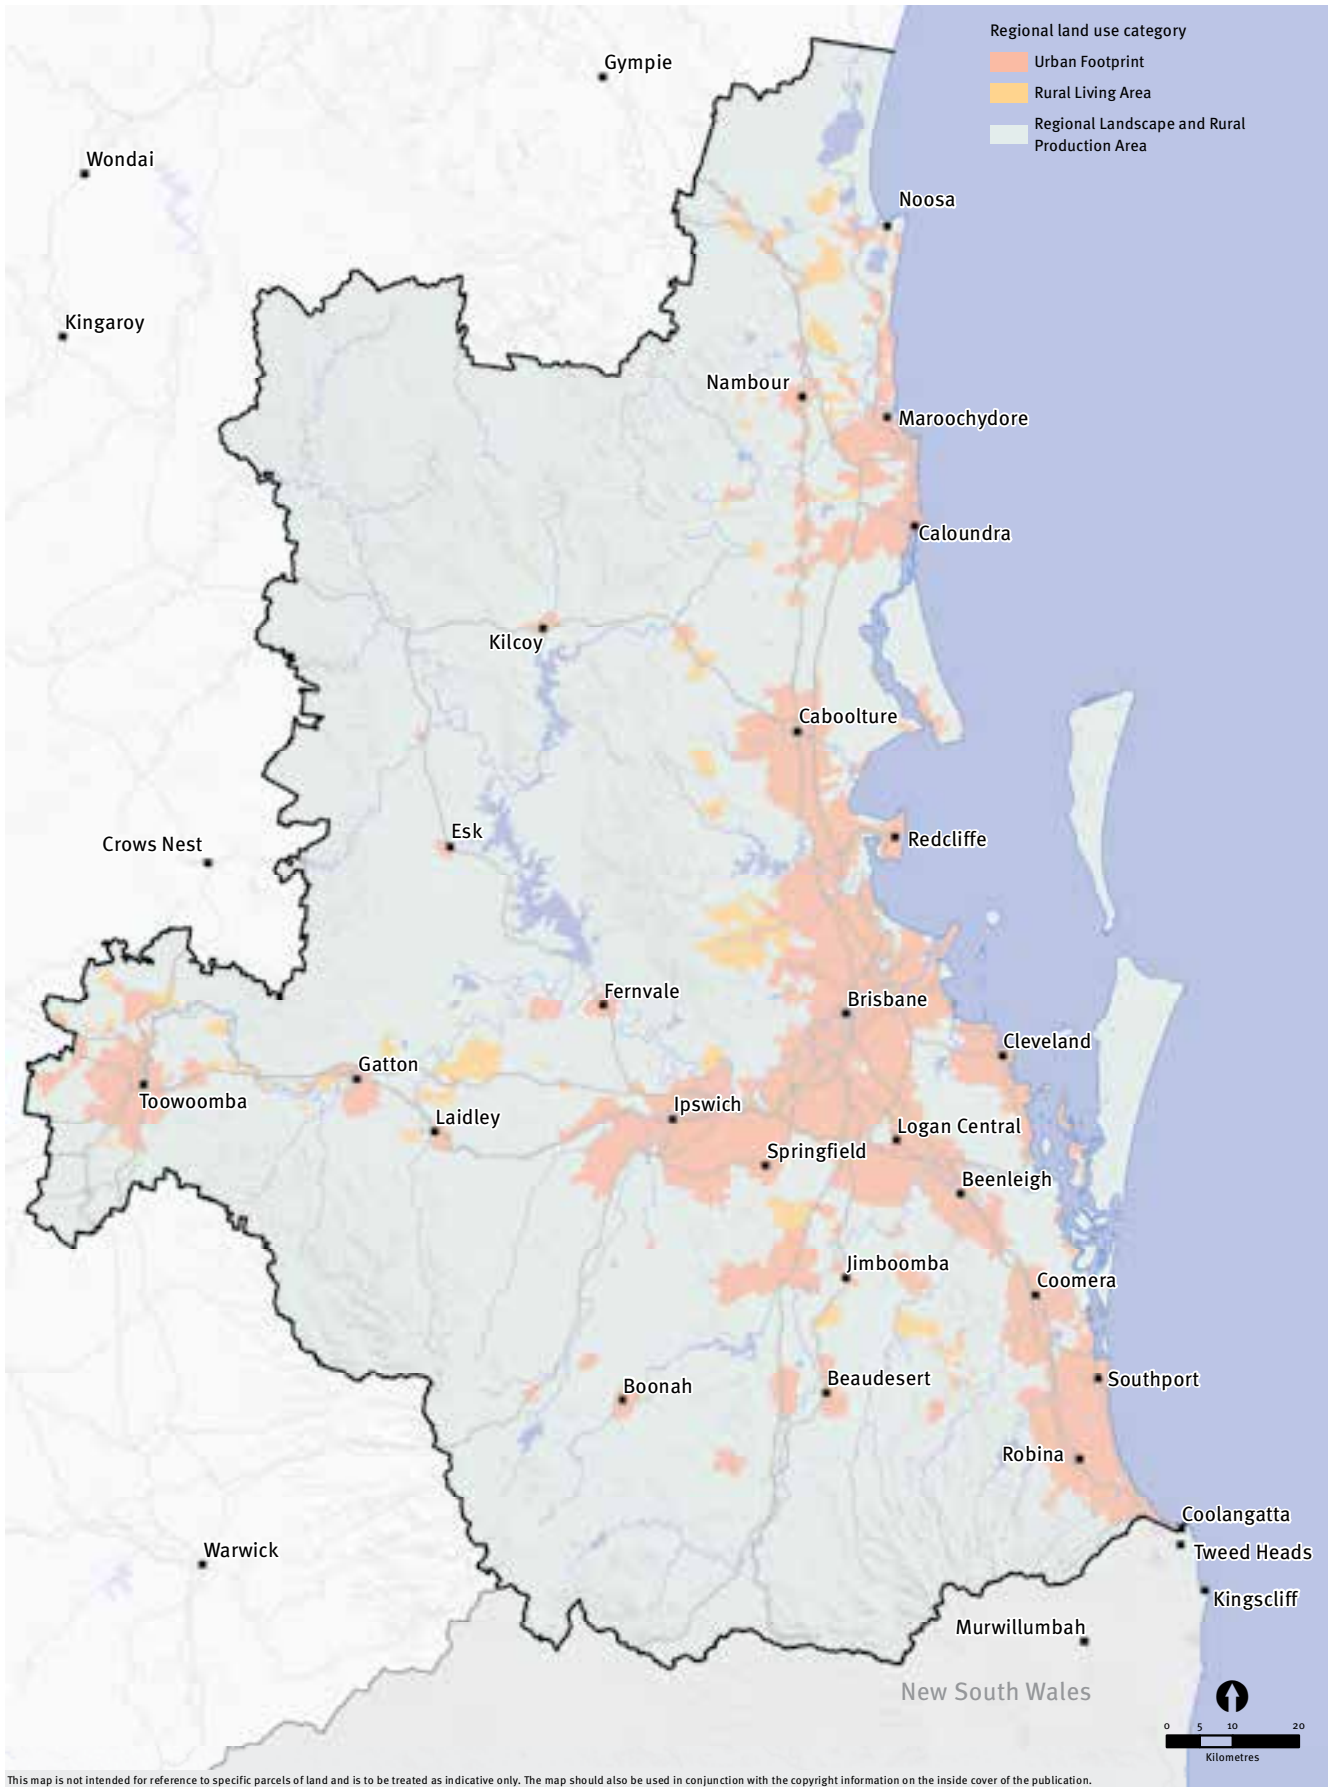 Regional land use category
Urban Footprint
Rural Living Area
Regional Landscape and Rural
Production Area
Gympie
Wondai
Noosa
Kingaroy
Nambour
Maroochydore
Caloundra
Kilcoy
Caboolture
Esk
Redcliffe
Crows Nest
Fernvale
Brisbane
Cleveland
Gatton
Toowoomba
Ipswich
Laidley
Logan Central
Springfield
Beenleigh
Jimboomba
Coomera
Boonah
Beaudesert
Southport
Robina
Coolangatta
Warwick
Tweed Heads
Kingscliff
Murwillumbah
New South Wales
0 5 10 20
Kilometres
This map is not intended for reference to specific parcels of land and is to be treated as indicative only. The map should also be used in conjunction with the copyright information on the inside cover of the publication.